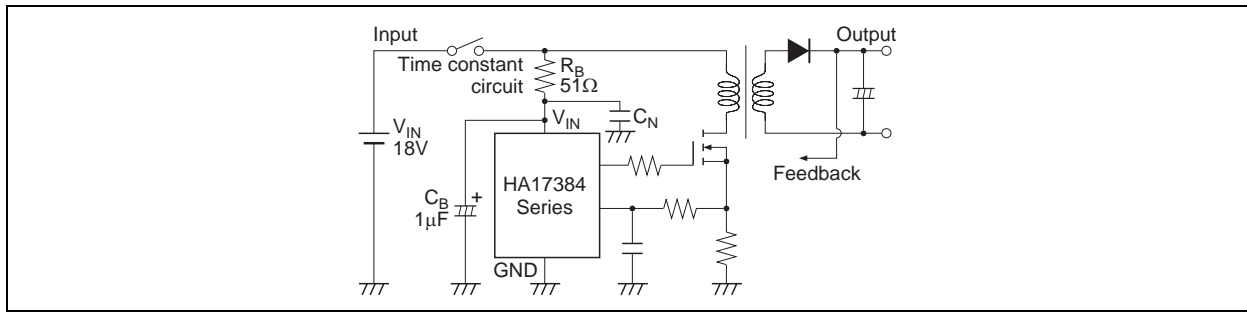 Input
Output
Time constant
circuit
R_B
51Ω
C_N
V_IN
V_IN
18V
HA17384
Series
C_B
+
1μF
Feedback
GND